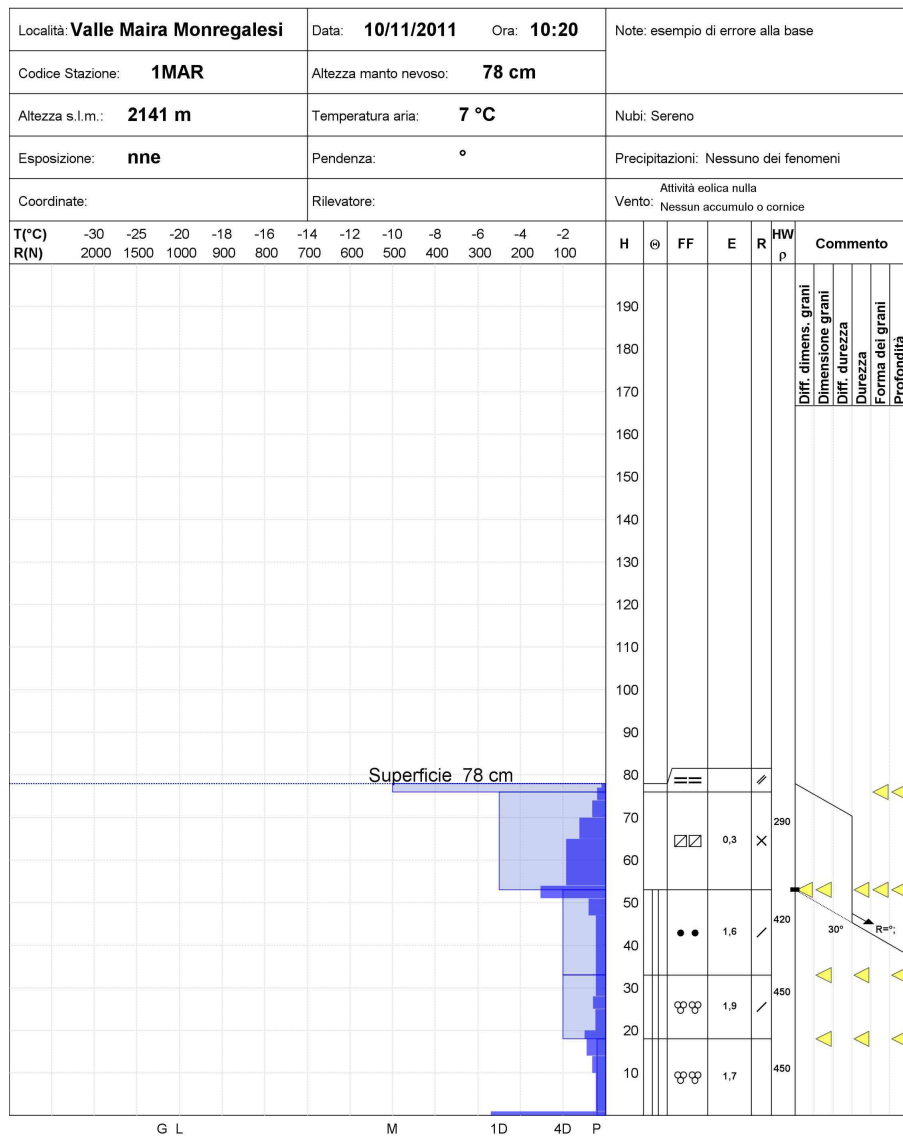 Località: Valle Maira Monregalesi Data: 10/11/2011 Ora: 10:20 Note: esempio di errore alla base
Codice Stazione: 1MAR Altezza manto nevoso: 78 cm
Altezza s.l.m.: 2141 m Temperatura aria: 7 °C Nubi: Sereno
Esposizione: nne Pendenza: ° Precipitazioni: Nessuno dei fenomeni
Coordinate: Rilevatore: Vento: Attività eolica nulla
Nessun accumulo o cornice
T(°C) -30 -25 -20 -18 -16 -14 -12 -10 -8 -6 -4 -2
R(N) 2000 1500 1000 900 800 700 600 500 400 300 200 100
H Θ FF E R HW ρ Commento
Diff. dimens. grani
Dimensione grani
Diff. durezza
Durezza
Forma dei grani
Profondità
190
180
170
160
150
140
130
120
110
100
90
80
Superficie 78 cm
70
290
0,3
60
50
420
1,6
30°
R=°;
40
30
450
1,9
20
450
1,7
10
G L M 1D 4D P